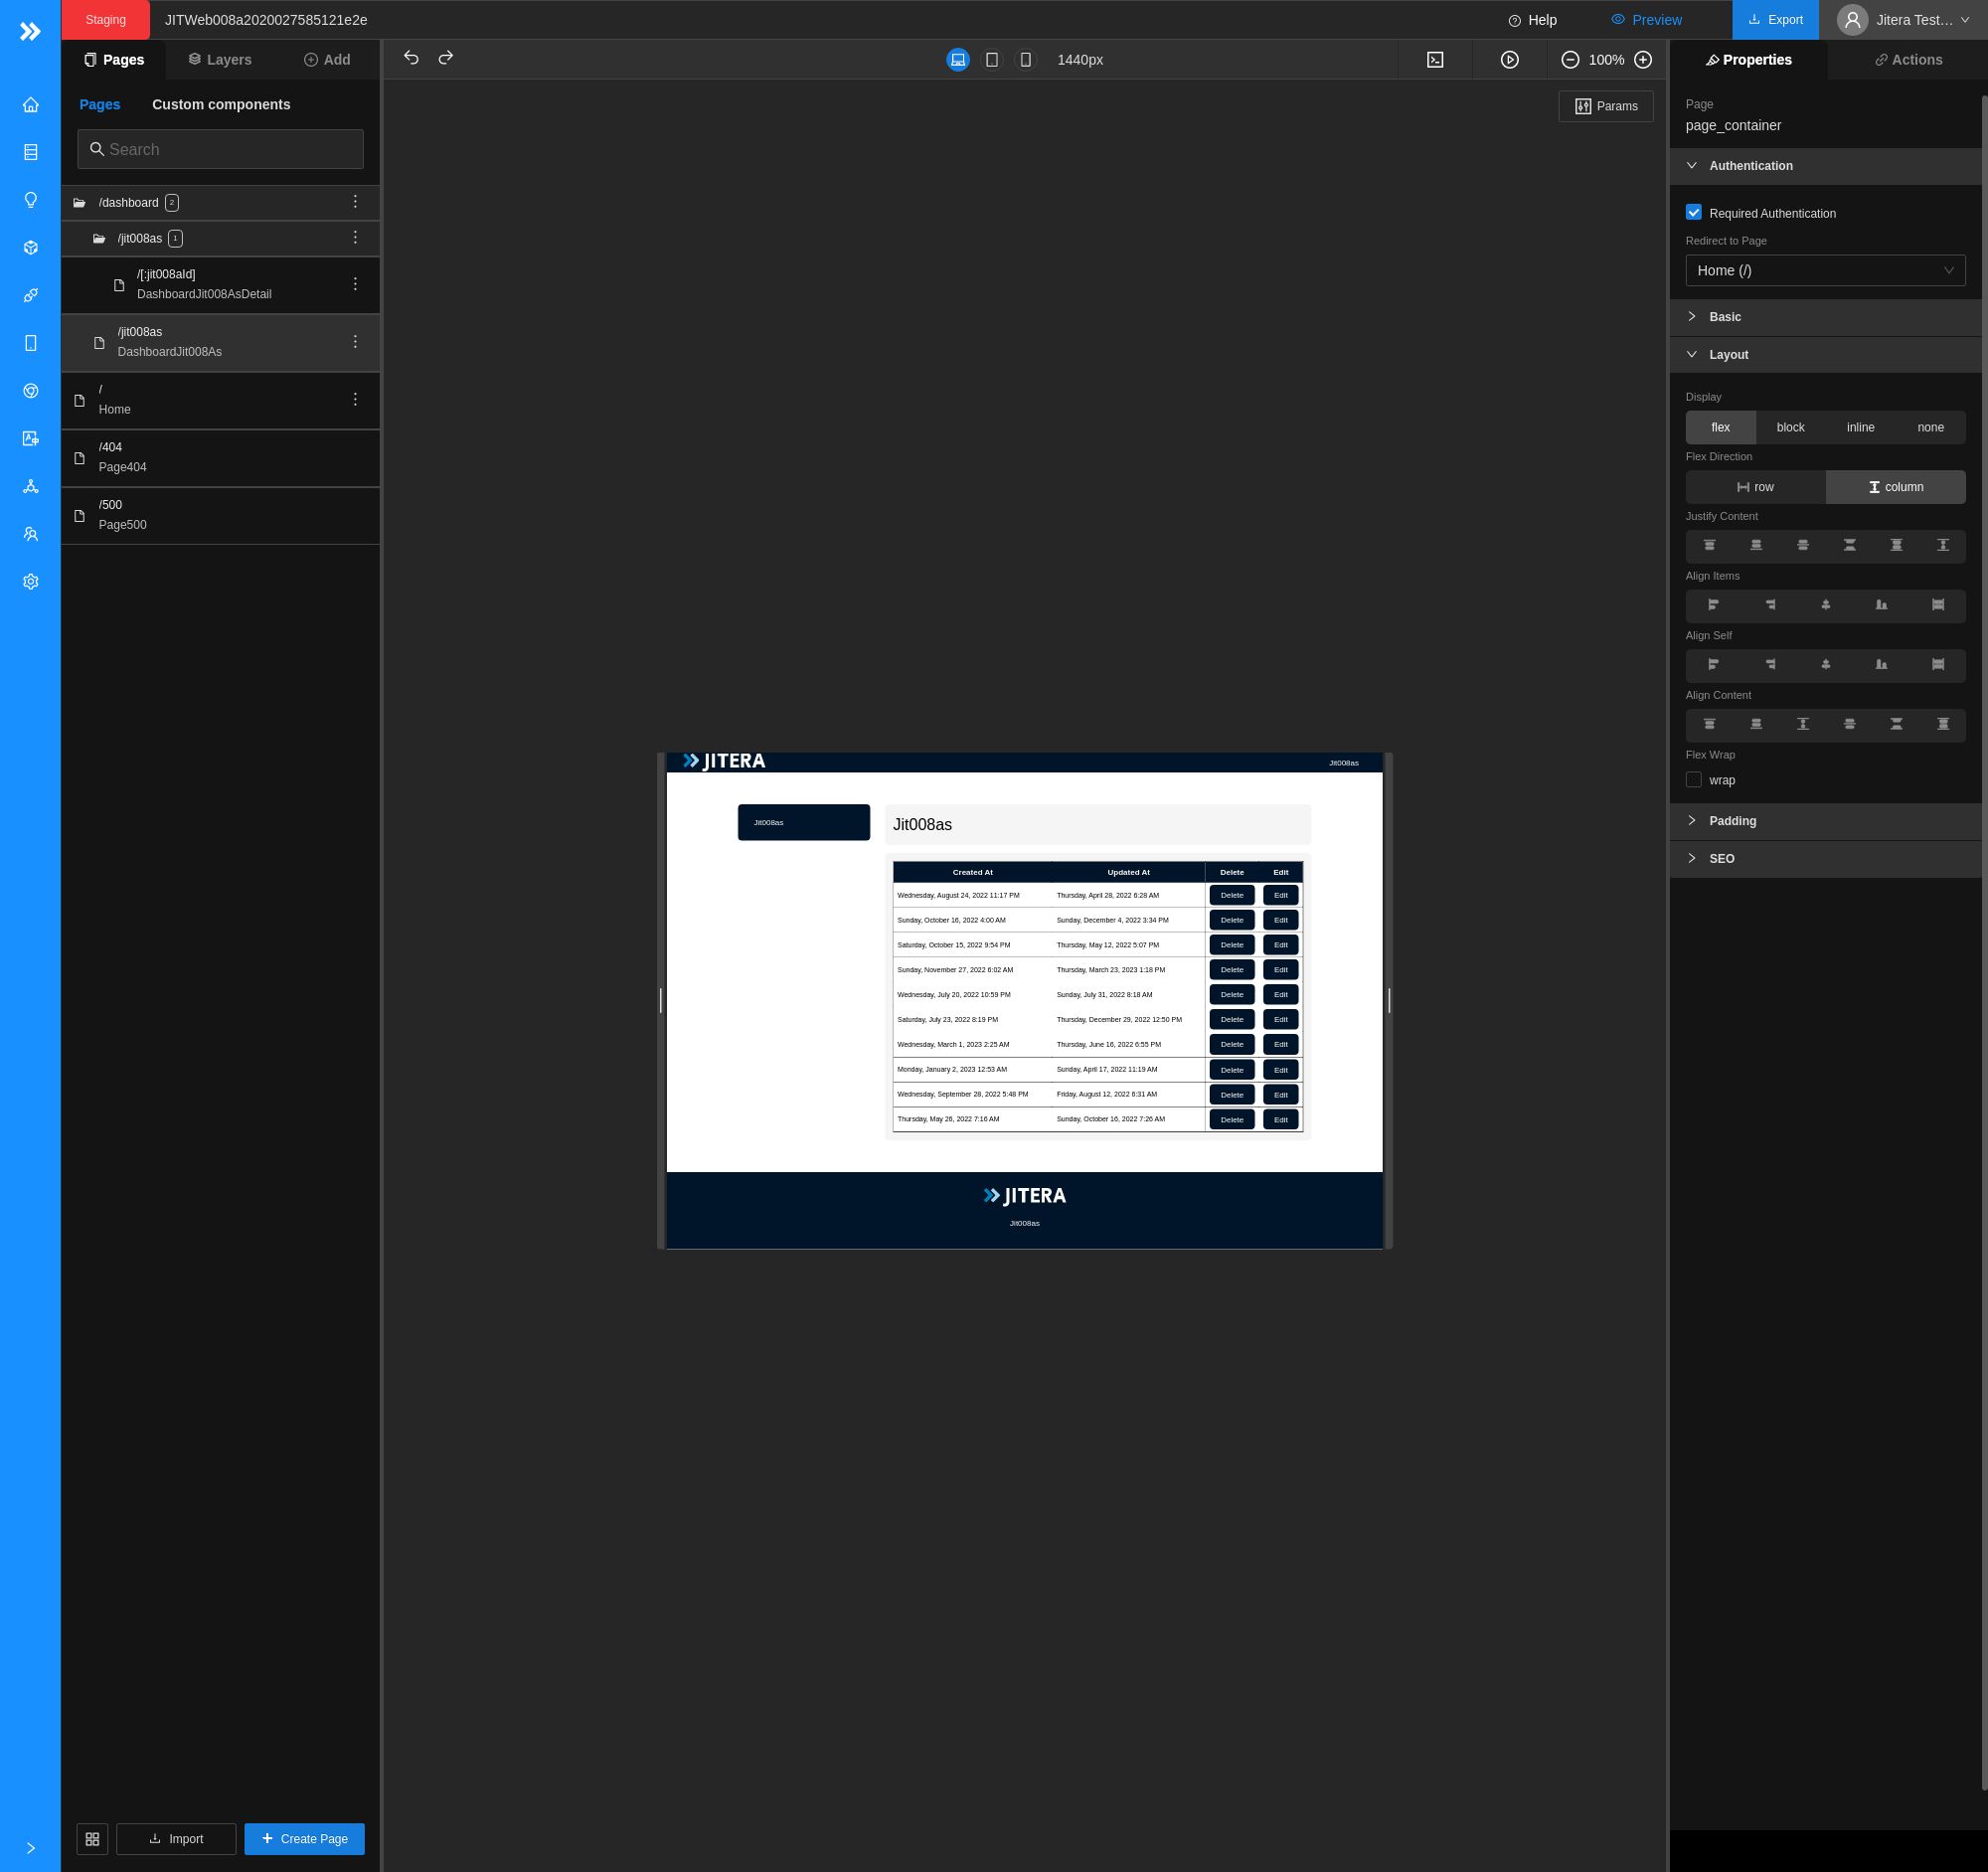 Staging
JITWeb008a2020027585121e2e
Help
Preview
Export
Jitera Test…
Pages
Layers
Add
1440px
100%
Properties
Actions
Pages
Custom components
Search
/dashboard 2
/jit008as 1
/[:jit008aId]
DashboardJit008AsDetail
/jit008as
DashboardJit008As
/
Home
/404
Page404
/500
Page500
Import
Create Page
Params
JITERA
Jit008as
Jit008as
Jit008as
Created At Updated At Delete Edit
Wednesday, August 24, 2022 11:17 PM Thursday, April 28, 2022 6:28 AM Delete Edit
Sunday, October 16, 2022 4:00 AM Sunday, December 4, 2022 3:34 PM Delete Edit
Saturday, October 15, 2022 9:54 PM Thursday, May 12, 2022 5:07 PM Delete Edit
Sunday, November 27, 2022 6:02 AM Thursday, March 23, 2023 1:18 PM Delete Edit
Wednesday, July 20, 2022 10:59 PM Sunday, July 31, 2022 8:18 AM Delete Edit
Saturday, July 23, 2022 8:19 PM Thursday, December 29, 2022 12:50 PM Delete Edit
Wednesday, March 1, 2023 2:25 AM Thursday, June 16, 2022 6:55 PM Delete Edit
Monday, January 2, 2023 12:53 AM Sunday, April 17, 2022 11:19 AM Delete Edit
Wednesday, September 28, 2022 5:48 PM Friday, August 12, 2022 6:31 AM Delete Edit
Thursday, May 26, 2022 7:16 AM Sunday, October 16, 2022 7:26 AM Delete Edit
JITERA
Jit008as
Page
page_container
Authentication
Required Authentication
Redirect to Page
Home (/)
Basic
Layout
Display
flex block inline none
Flex Direction
row column
Justify Content
Align Items
Align Self
Align Content
Flex Wrap
wrap
Padding
SEO